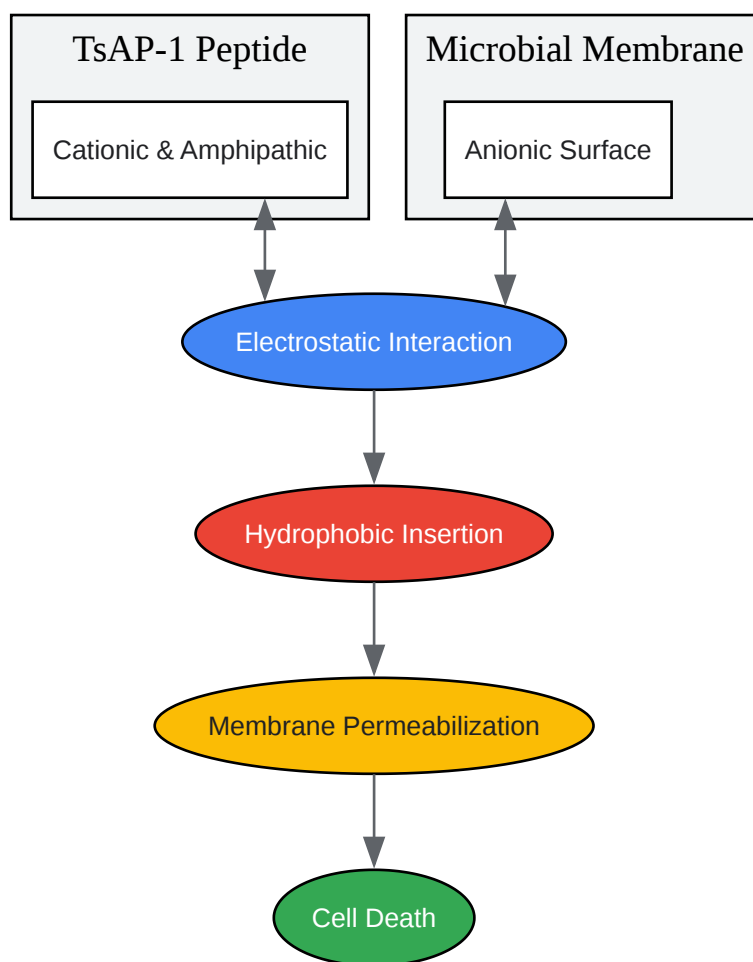 TsAP-1 Peptide
Microbial Membrane
Cationic & Amphipathic
Anionic Surface
Electrostatic Interaction
Hydrophobic Insertion
Membrane Permeabilization
Cell Death